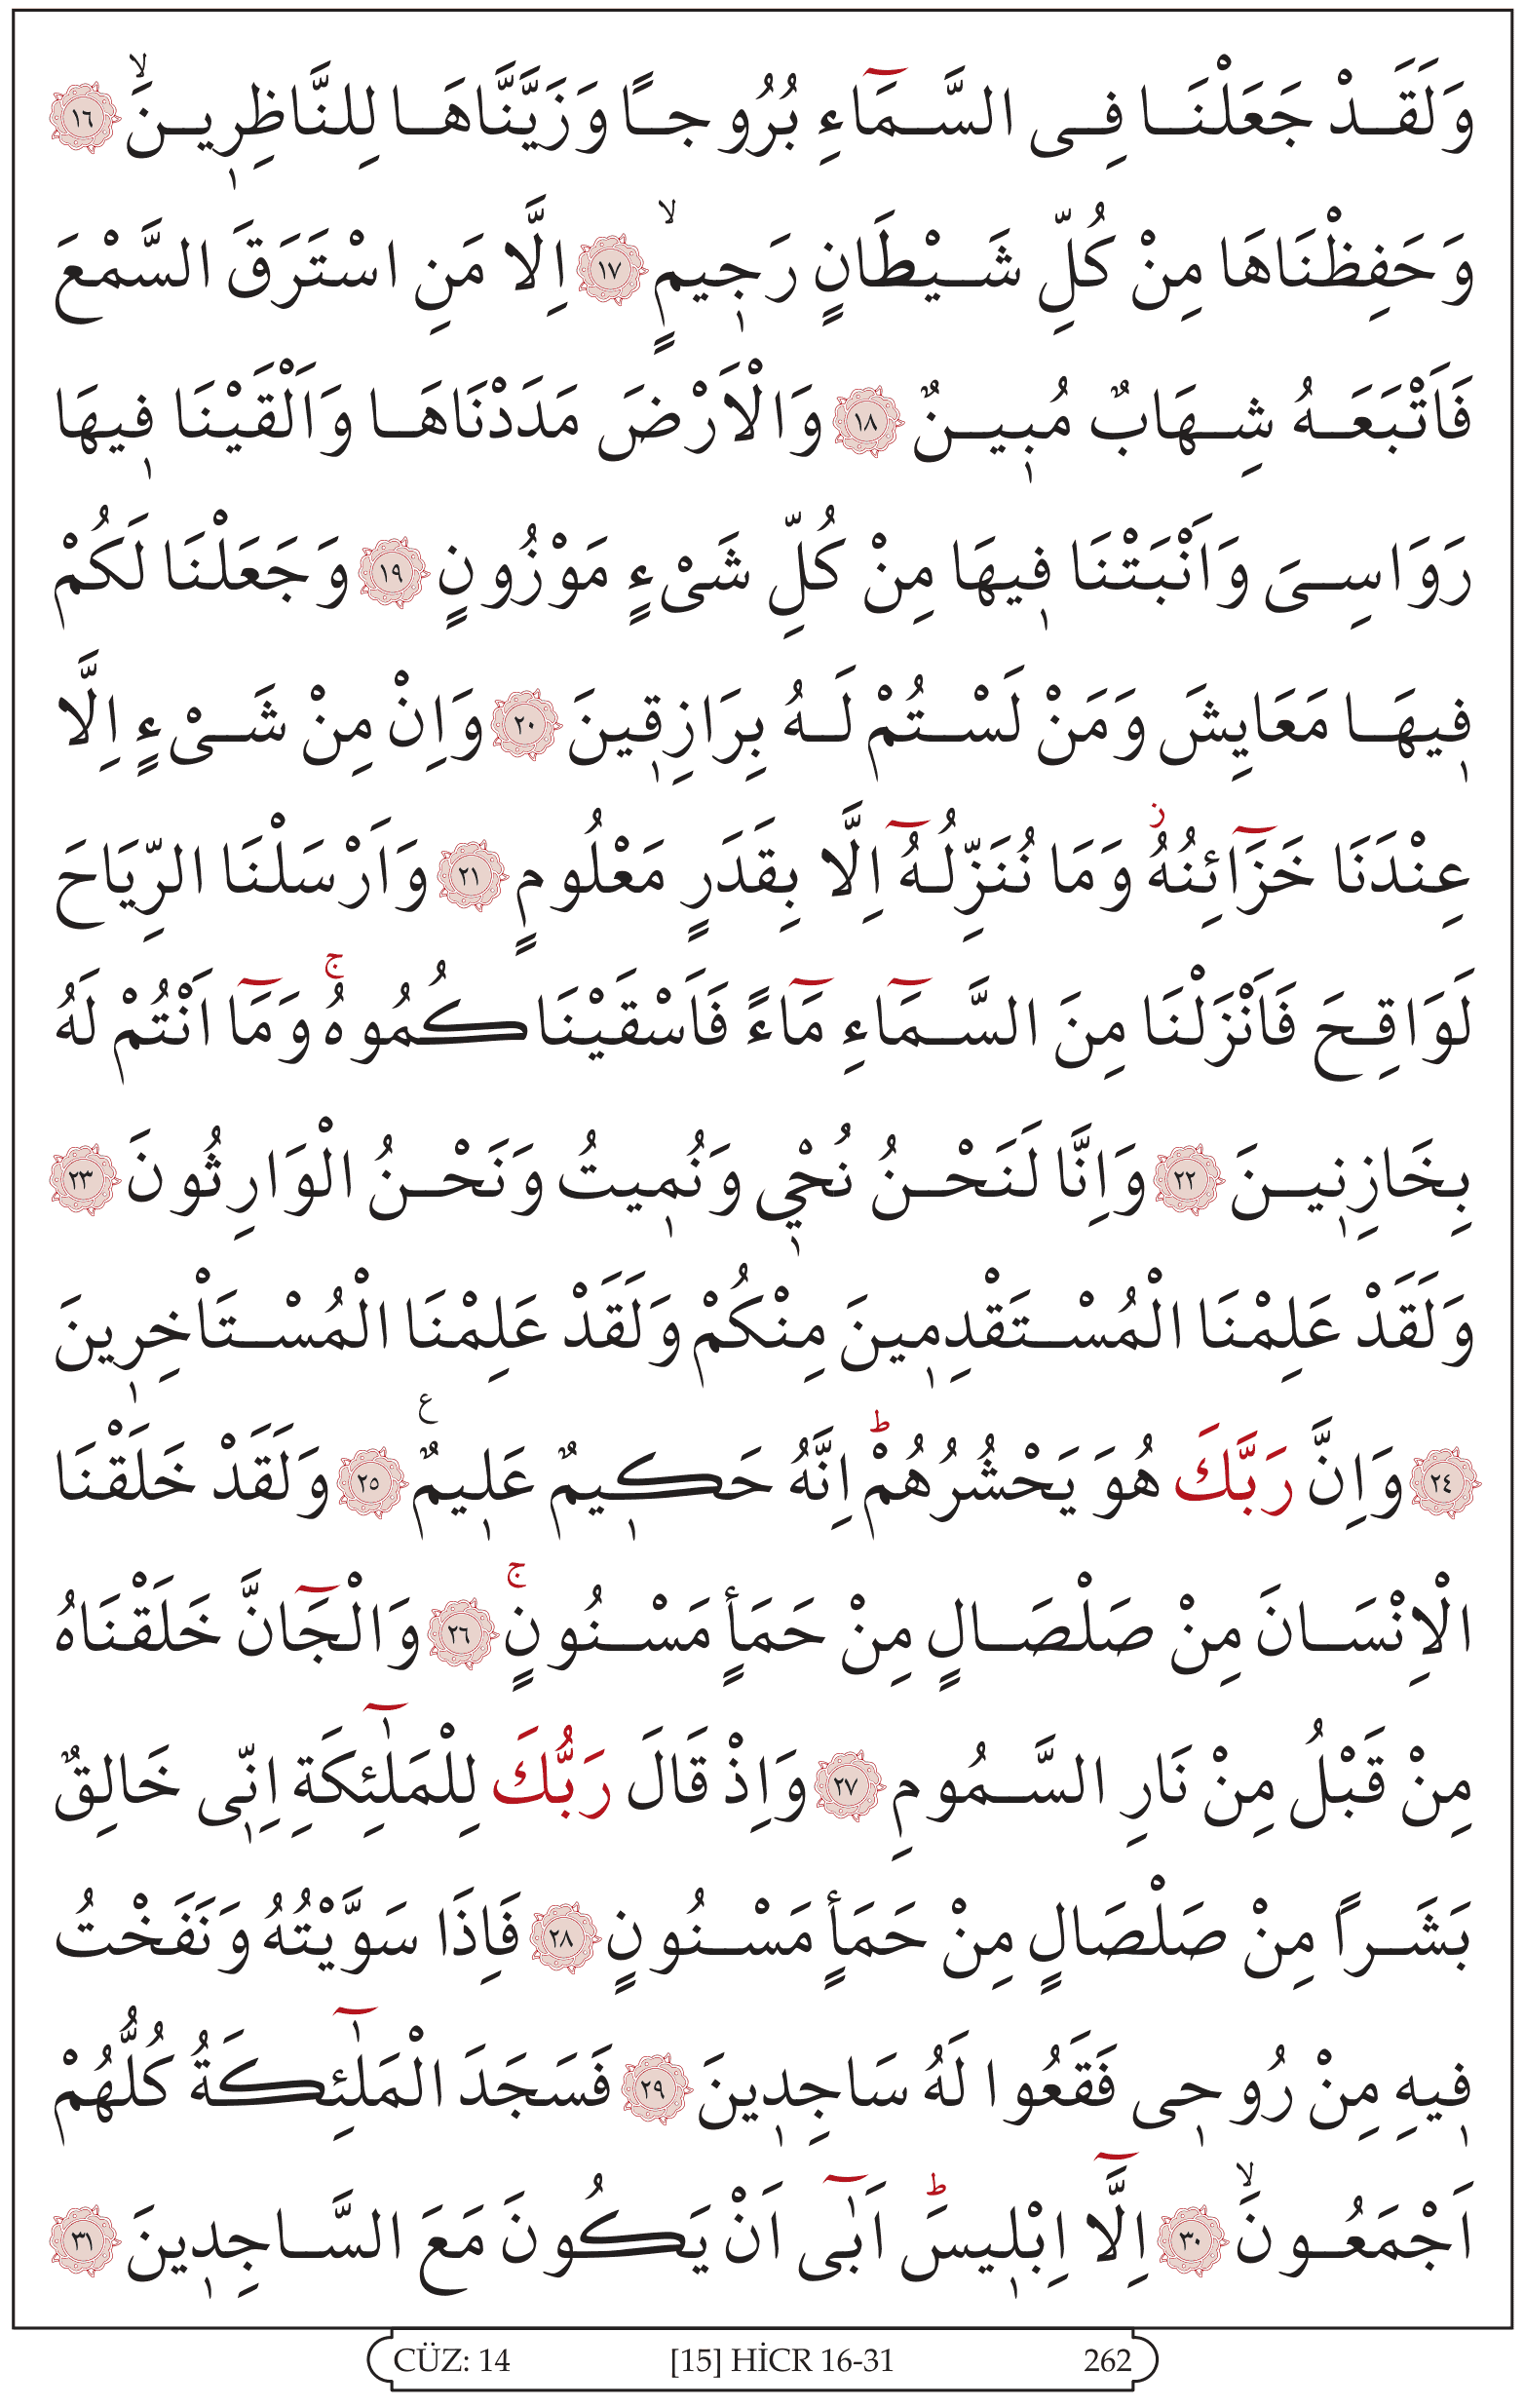 وَلَقَدْ جَعَلْنَا فِى السَّمَٓاءِ بُرُوجًا وَزَيَّنَّاهَا لِلنَّاظِرٖينَۙ ﴿١٦﴾
وَحَفِظْنَاهَا مِنْ كُلِّ شَيْطَانٍ رَجٖيمٍۙ ﴿١٧﴾ اِلَّا مَنِ اسْتَرَقَ السَّمْعَ
فَاَتْبَعَهُ شِهَابٌ مُبٖينٌ ﴿١٨﴾ وَالْاَرْضَ مَدَدْنَاهَا وَاَلْقَيْنَا فٖيهَا
رَوَاسِىَ وَاَنْبَتْنَا فٖيهَا مِنْ كُلِّ شَىْءٍ مَوْزُونٍ ﴿١٩﴾ وَجَعَلْنَا لَكُمْ
فٖيهَا مَعَايِشَ وَمَنْ لَسْتُمْ لَهُ بِرَازِقٖينَ ﴿٢٠﴾ وَاِنْ مِنْ شَىْءٍ اِلَّا
عِنْدَنَا خَزَٓائِنُهُؗ وَمَا نُنَزِّلُهُٓ اِلَّا بِقَدَرٍ مَعْلُومٍ ﴿٢١﴾ وَاَرْسَلْنَا الرِّيَاحَ
لَوَاقِحَ فَاَنْزَلْنَا مِنَ السَّمَٓاءِ مَٓاءً فَاَسْقَيْنَاكُمُوهُۚ وَمَٓا اَنْتُمْ لَهُ
بِخَازِنٖينَ ﴿٢٢﴾ وَاِنَّا لَنَحْنُ نُحْيٖ وَنُمٖيتُ وَنَحْنُ الْوَارِثُونَ ﴿٢٣﴾
وَلَقَدْ عَلِمْنَا الْمُسْتَقْدِمٖينَ مِنْكُمْ وَلَقَدْ عَلِمْنَا الْمُسْتَاْخِرٖينَ
﴿٢٤﴾ وَاِنَّ رَبَّكَ هُوَ يَحْشُرُهُمْؕ اِنَّهُ حَكٖيمٌ عَلٖيمٌࣖ ﴿٢٥﴾ وَلَقَدْ خَلَقْنَا
الْاِنْسَانَ مِنْ صَلْصَالٍ مِنْ حَمَأٍ مَسْنُونٍۚ ﴿٢٦﴾ وَالْجَٓانَّ خَلَقْنَاهُ
مِنْ قَبْلُ مِنْ نَارِ السَّمُومِ ﴿٢٧﴾ وَاِذْ قَالَ رَبُّكَ لِلْمَلٰٓئِكَةِ اِنّٖى خَالِقٌ
بَشَرًا مِنْ صَلْصَالٍ مِنْ حَمَأٍ مَسْنُونٍ ﴿٢٨﴾ فَاِذَا سَوَّيْتُهُ وَنَفَخْتُ
فٖيهِ مِنْ رُوحٖى فَقَعُوا لَهُ سَاجِدٖينَ ﴿٢٩﴾ فَسَجَدَ الْمَلٰٓئِكَةُ كُلُّهُمْ
اَجْمَعُونَۙ ﴿٣٠﴾ اِلَّٓا اِبْلٖيسَؕ اَبٰٓى اَنْ يَكُونَ مَعَ السَّاجِدٖينَ ﴿٣١﴾
CÜZ: 14 [15] HİCR 16-31 262